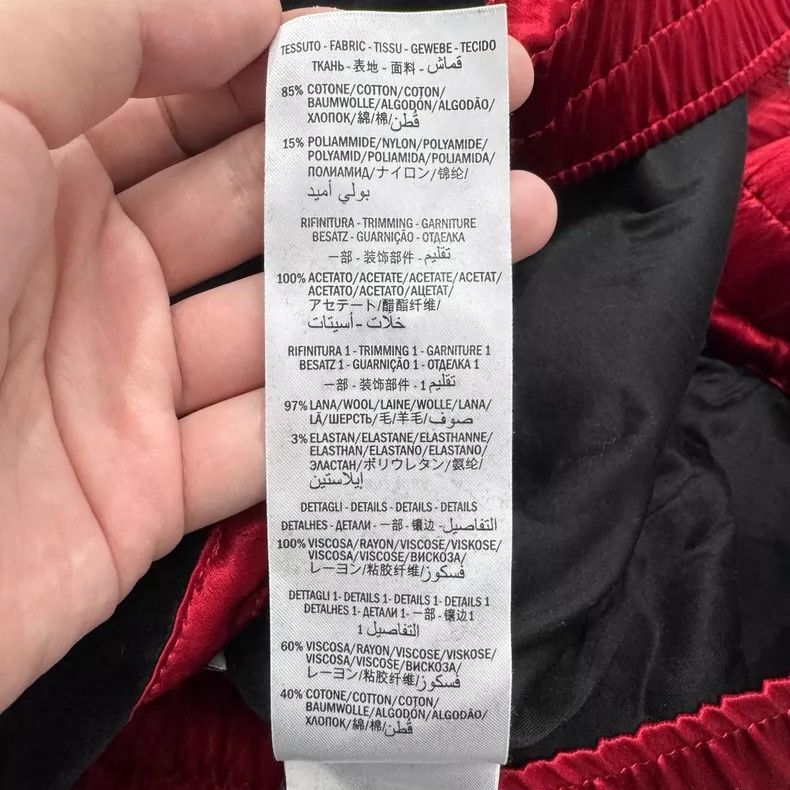 TESSUTO - FABRIC - TISSU - GEWEBE - TECIDO
ТКАНЬ - 表地 - 面料 - قماش
85% COTONE/COTTON/COTON/
BAUMWOLLE/ALGODÓN/ALGODÃO/
ХЛОПОК/綿/棉/قُطن
15% POLIAMMIDE/NYLON/POLYAMIDE/
POLYAMID/POLIAMIDA/POLIAMIDA/
ПОЛИАМИД/ナイロン/锦纶/
بولي أميد
RIFINITURA - TRIMMING - GARNITURE
BESATZ - GUARNIÇÃO - ОТДЕЛКА
一部 - 装饰部件 - تقليم
100% ACETATO/ACETATE/ACETATE/ACETAT/
ACETATO/ACETATO/АЦЕТАТ/
アセテート/醋酯纤维/
خلات - أسيتات
RIFINITURA 1 - TRIMMING 1 - GARNITURE 1
BESATZ 1 - GUARNIÇÃO 1 - ОТДЕЛКА 1
一部 - 装饰部件 - 1 تقليم
97% LANA/WOOL/LAINE/WOLLE/LANA/
LÃ/ШЕРСТЬ/毛/羊毛/صوف
3% ELASTAN/ELASTANE/ELASTHANNE/
ELASTHAN/ELASTANO/ELASTANO/
ЭЛАСТАН/ポリウレタン/氨纶/
إيلاستين
DETTAGLI - DETAILS - DETAILS - DETAILS
DETALHES - ДЕТАЛИ - 一部 - 镶边 - التفاصيل
100% VISCOSA/RAYON/VISCOSE/VISKOSE/
VISCOSA/VISCOSE/ВИСКОЗА/
レーヨン/粘胶纤维/فسكوز
DETTAGLI 1- DETAILS 1- DETAILS 1- DETAILS 1
DETALHES 1- ДЕТАЛИ 1- 一部 - 镶边1
التفاصيل 1
60% VISCOSA/RAYON/VISCOSE/VISKOSE/
VISCOSA/VISCOSE/ВИСКОЗА/
レーヨン/粘胶纤维/فسكوز
40% COTONE/COTTON/COTON/
BAUMWOLLE/ALGODÓN/ALGODÃO/
ХЛОПОК/綿/棉/قُطن